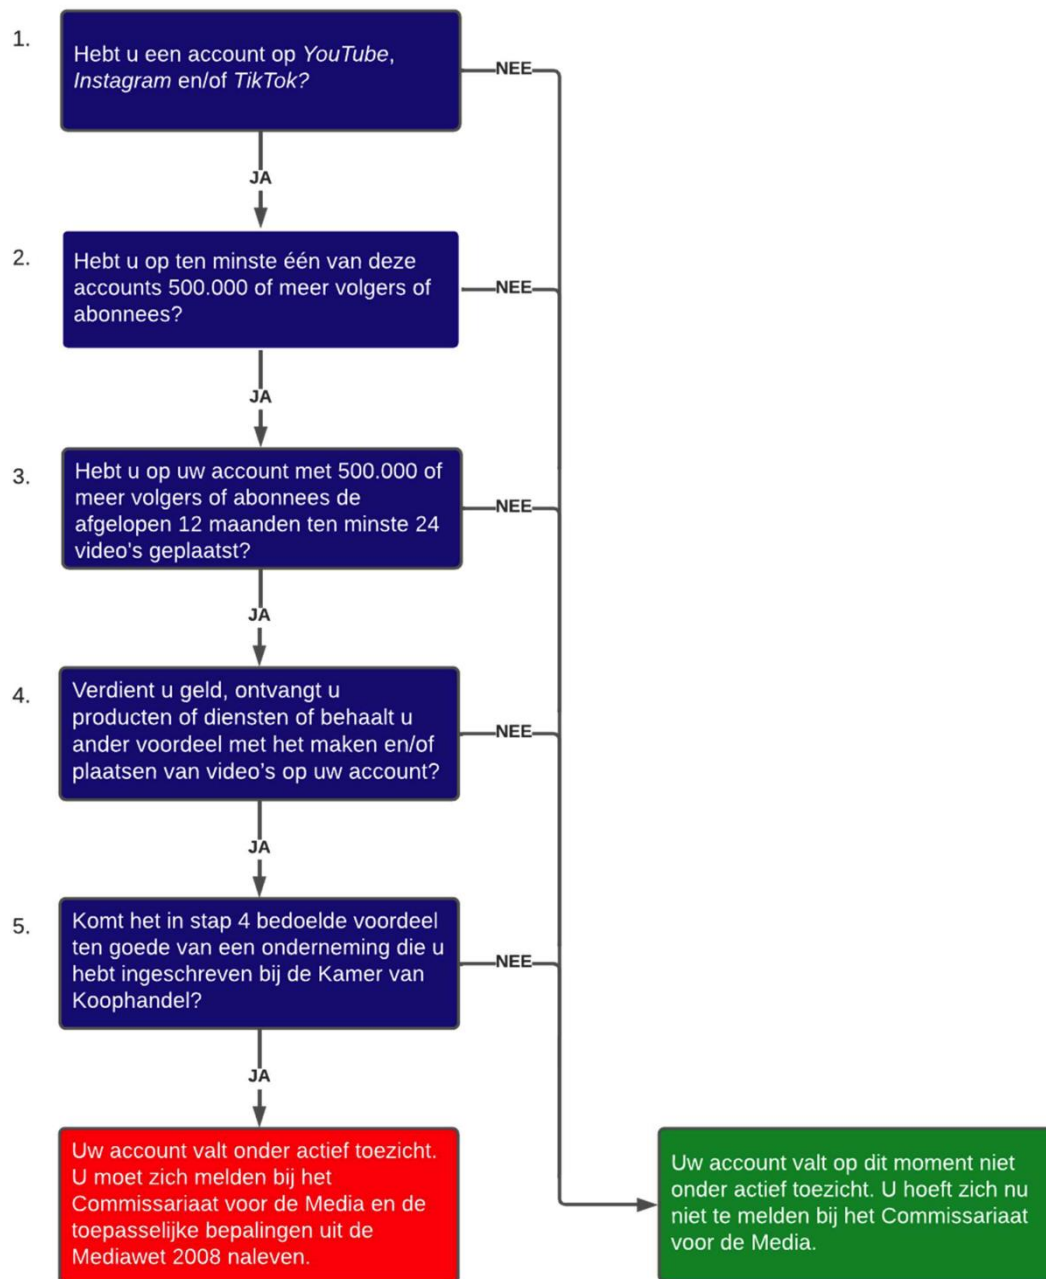 1.
Hebt u een account op YouTube,
Instagram en/of TikTok?
NEE
JA
2.
Hebt u op ten minste één van deze
accounts 500.000 of meer volgers of
abonnees?
NEE
JA
3.
Hebt u op uw account met 500.000 of
meer volgers of abonnees de
afgelopen 12 maanden ten minste 24
video's geplaatst?
NEE
JA
4.
Verdient u geld, ontvangt u
producten of diensten of behaalt u
ander voordeel met het maken en/of
plaatsen van video’s op uw account?
NEE
JA
5.
Komt het in stap 4 bedoelde voordeel
ten goede van een onderneming die u
hebt ingeschreven bij de Kamer van
Koophandel?
NEE
JA
Uw account valt onder actief toezicht.
U moet zich melden bij het
Commissariaat voor de Media en de
toepasselijke bepalingen uit de
Mediawet 2008 naleven.
Uw account valt op dit moment niet
onder actief toezicht. U hoeft zich nu
niet te melden bij het Commissariaat
voor de Media.